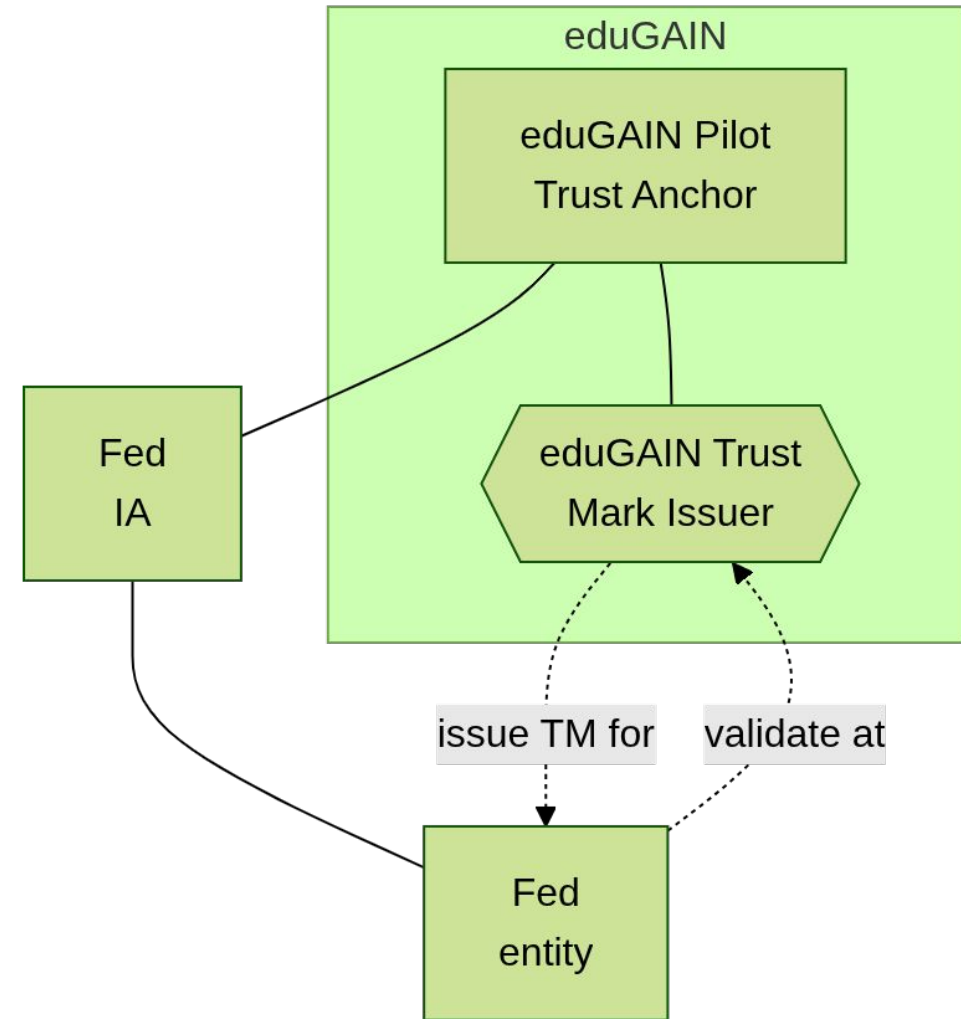 eduGAIN
eduGAIN Pilot
Trust Anchor
Fed
IA
eduGAIN Trust
Mark Issuer
issue TM for
validate at
Fed
entity